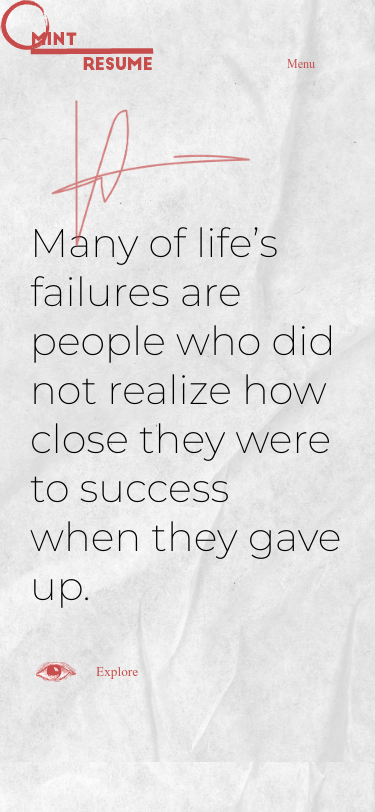 MINT
RESUME
Menu
Many of life’s
failures are
people who did
not realize how
close they were
to success
when they gave
up.
Explore